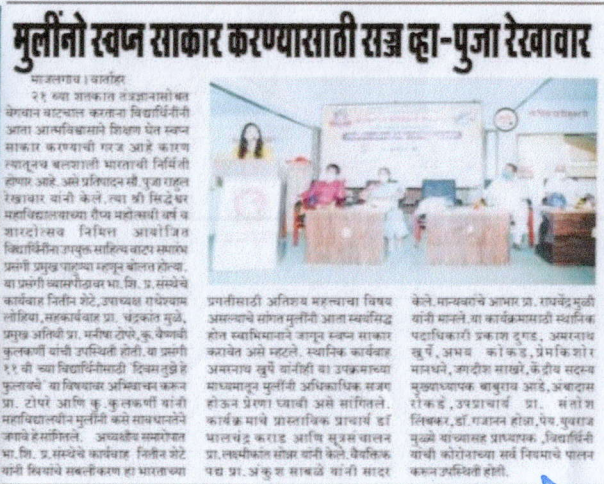 मुलींनो स्वप्न साकार करण्यासाठी सज्ज व्हा-पुजा रेखावार
माजलगाव । वार्ताहर
२१ व्या शतकात तंत्रज्ञानासोबत
वेगवान वाटचाल करताना विद्यार्थिनींनी
आता आत्मविश्वासाने शिक्षण घेत स्वप्न
साकार करण्याची गरज आहे कारण
त्यातूनच बलशाली भारताची निर्मिती
होणार आहे. असे प्रतिपादन सौ. पुजा राहुल
रेखावार यांनी केले. त्या श्री सिद्धेश्वर
महाविद्यालयाच्या रौप्य महोत्सवी वर्ष व
शारदोत्सव निमित्त आयोजित
विद्यार्थिनींना उपयुक्त साहित्य वाटप समारंभ
प्रसंगी प्रमुख पाहुण्या म्हणून बोलत होत्या.
या प्रसंगी व्यासपीठावर भा. शि. प्र. संस्थेचे
कार्यवाह नितीन शेटे, उपाध्यक्ष राधेश्याम
लोहिया, सहकार्यवाह प्रा. चंद्रकांत मुळे,
प्रमुख अतिथी प्रा. मनीषा टोपरे, कु. वैष्णवी
कुलकर्णी यांची उपस्थिती होती. या प्रसंगी
११ वी च्या विद्यार्थिनींसाठी 'दिवस तुझे हे
फुलायचे' या विषयावर अभिवाचन करून
प्रा. टोपरे आणि कु. कुलकर्णी यांनी
महाविद्यालयीन मुलींनी कसे सावधानतेने
जगावे हे सांगितले. अध्यक्षीय समारोपात
भा. शि. प्र. संस्थेचे कार्यवाह नितीन शेटे
यांनी स्त्रियांचे सबलीकरण हा भारताच्या
प्रगतीसाठी अतिशय महत्त्वाचा विषय
असल्याचे सांगत मुलींनी आता स्वयंसिद्ध
होत स्वाभिमानाने जागून स्वप्न साकार
करावेत असे म्हटले. स्थानिक कार्यवाह
अमरनाथ खुर्पे यांनीही या उपक्रमाच्या
माध्यमातून मुलींनी अधिकाधिक सजग
होऊन प्रेरणा घ्यावी असे सांगितले.
कार्यक्रमाचे प्रास्ताविक प्राचार्य डॉ
भालचंद्र कराड आणि सूत्रसंचालन
प्रा. लक्ष्मीकांत सोन्नर यांनी केले. वैयक्तिक
पद्य प्रा. अंकुश साबळे यांनी सादर
केले. मान्यवरांचे आभार प्रा. राघवेंद्र मुळी
यांनी मानले. या कार्यक्रमासाठी स्थानिक
पदाधिकारी प्रकाश दुगड, अमरनाथ
खुर्पे, अभय कोकड, प्रेमकिशोर
मानधने, जगदीश साखरे, केंद्रीय सदस्य
मुख्याध्यापक बाबुराव आडे, अंबादास
रोकडे, उपप्राचार्य प्रा. संतोश
लिंबकर, डॉ. गजानन होन्ना, पंय. युवराज
मुळ्ये यांच्यासह प्राध्यापक, विद्यार्थिनी
यांची कोरोनाच्या सर्व नियमाचे पालन
करून उपस्थिती होती.